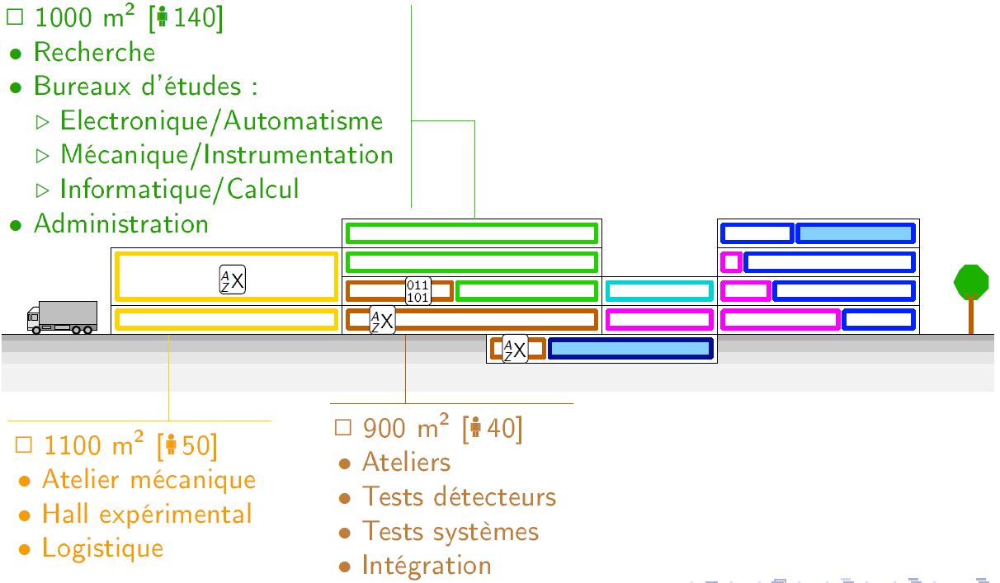 □ 1000 m² [140]
• Recherche
• Bureaux d'études :
▷ Electronique/Automatisme
▷ Mécanique/Instrumentation
▷ Informatique/Calcul
• Administration
A
Z X
011
101
A
Z X
A
Z X
□ 1100 m² [50]
• Atelier mécanique
• Hall expérimental
• Logistique
□ 900 m² [40]
• Ateliers
• Tests détecteurs
• Tests systèmes
• Intégration